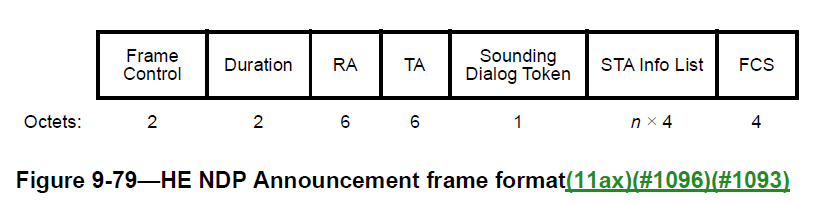 Frame Control Duration RA TA Sounding Dialog Token STA Info List FCS
Octets: 2 2 6 6 1 n × 4 4
Figure 9-79—HE NDP Announcement frame format(11ax)(#1096)(#1093)